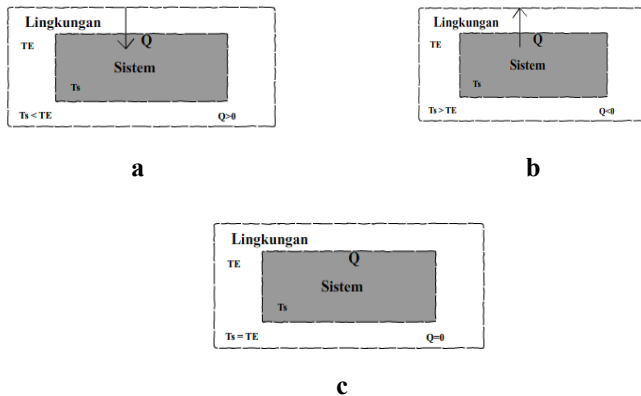 Lingkungan
TE
Q
Sistem
Ts
Ts < TE
Q>0
a
Lingkungan
TE
Q
Sistem
Ts
Ts > TE
Q<0
b
Lingkungan
TE
Q
Sistem
Ts
Ts = TE
Q=0
c